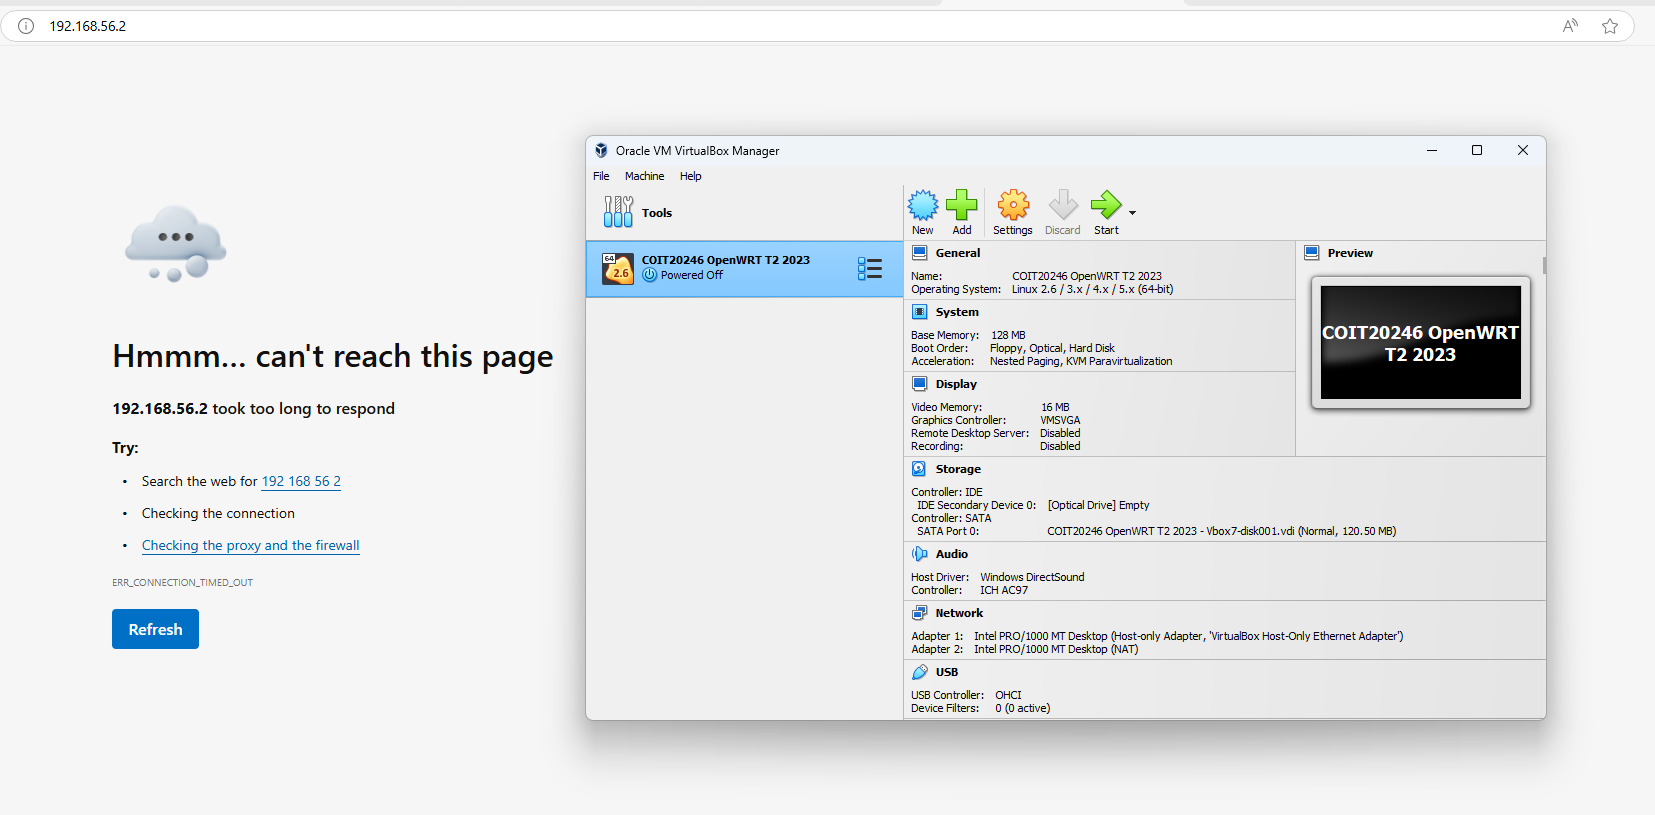 192.168.56.2
A
Hmmm... can't reach this page
192.168.56.2 took too long to respond
Try:
• Search the web for 192 168 56 2
• Checking the connection
• Checking the proxy and the firewall
ERR_CONNECTION_TIMED_OUT
Refresh
Oracle VM VirtualBox Manager
File Machine Help
Tools
New Add Settings Discard Start
64
2.6
COIT20246 OpenWRT T2 2023
Powered Off
General
Name: COIT20246 OpenWRT T2 2023
Operating System: Linux 2.6 / 3.x / 4.x / 5.x (64-bit)
System
Base Memory: 128 MB
Boot Order: Floppy, Optical, Hard Disk
Acceleration: Nested Paging, KVM Paravirtualization
Display
Video Memory: 16 MB
Graphics Controller: VMSVGA
Remote Desktop Server: Disabled
Recording: Disabled
Preview
COIT20246 OpenWRT
T2 2023
Storage
Controller: IDE
IDE Secondary Device 0: [Optical Drive] Empty
Controller: SATA
SATA Port 0: COIT20246 OpenWRT T2 2023 - Vbox7-disk001.vdi (Normal, 120.50 MB)
Audio
Host Driver: Windows DirectSound
Controller: ICH AC97
Network
Adapter 1: Intel PRO/1000 MT Desktop (Host-only Adapter, 'VirtualBox Host-Only Ethernet Adapter')
Adapter 2: Intel PRO/1000 MT Desktop (NAT)
USB
USB Controller: OHCI
Device Filters: 0 (0 active)